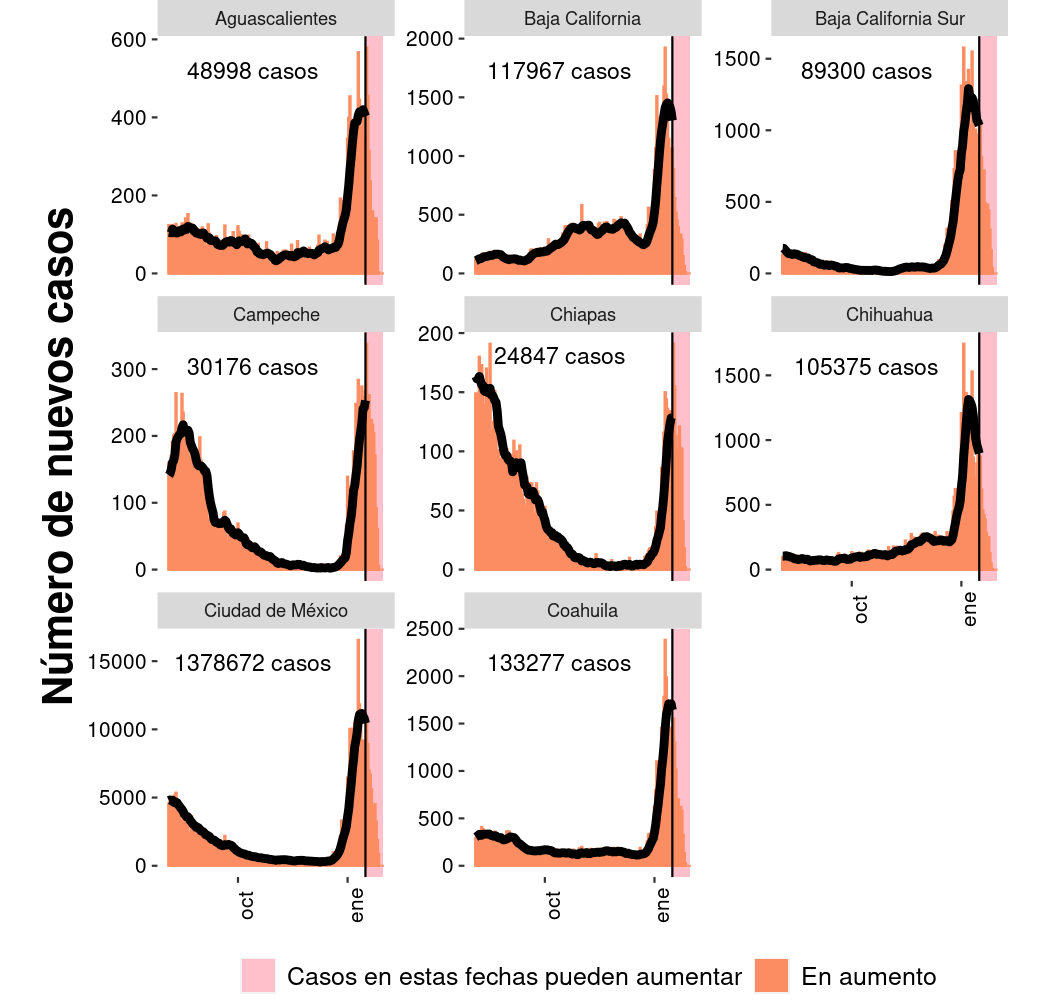 Número de nuevos casos
Aguascalientes
600
400
200
0
48998 casos
Baja California
2000
1500
1000
500
0
117967 casos
Baja California Sur
1500
1000
500
0
89300 casos
Campeche
300
200
100
0
30176 casos
Chiapas
200
150
100
50
0
24847 casos
Chihuahua
1500
1000
500
0
105375 casos
oct
ene
Ciudad de México
15000
10000
5000
0
1378672 casos
oct
ene
Coahuila
2500
2000
1500
1000
500
0
133277 casos
oct
ene
Casos en estas fechas pueden aumentar
En aumento